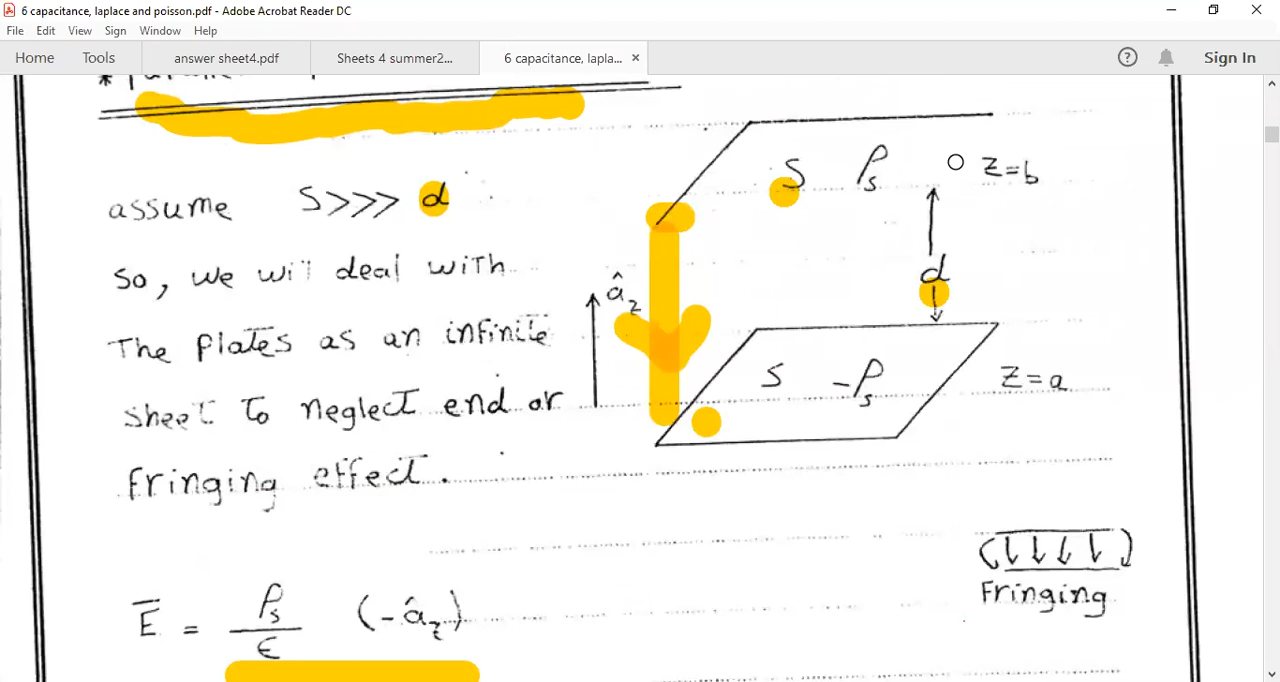 6 capacitance, laplace and poisson.pdf - Adobe Acrobat Reader DC
File Edit View Sign Window Help
Home Tools answer sheet4.pdf Sheets 4 summer2... 6 capacitance, lapla... × ? Sign In
assume S>>> d
So, we will deal with
The plates as an infinite
sheet to neglect end or
fringing effect.
S ρs z=b
d
âz
S -ρs z=a
Fringing
E̅ = ρs/ϵ (-âz)